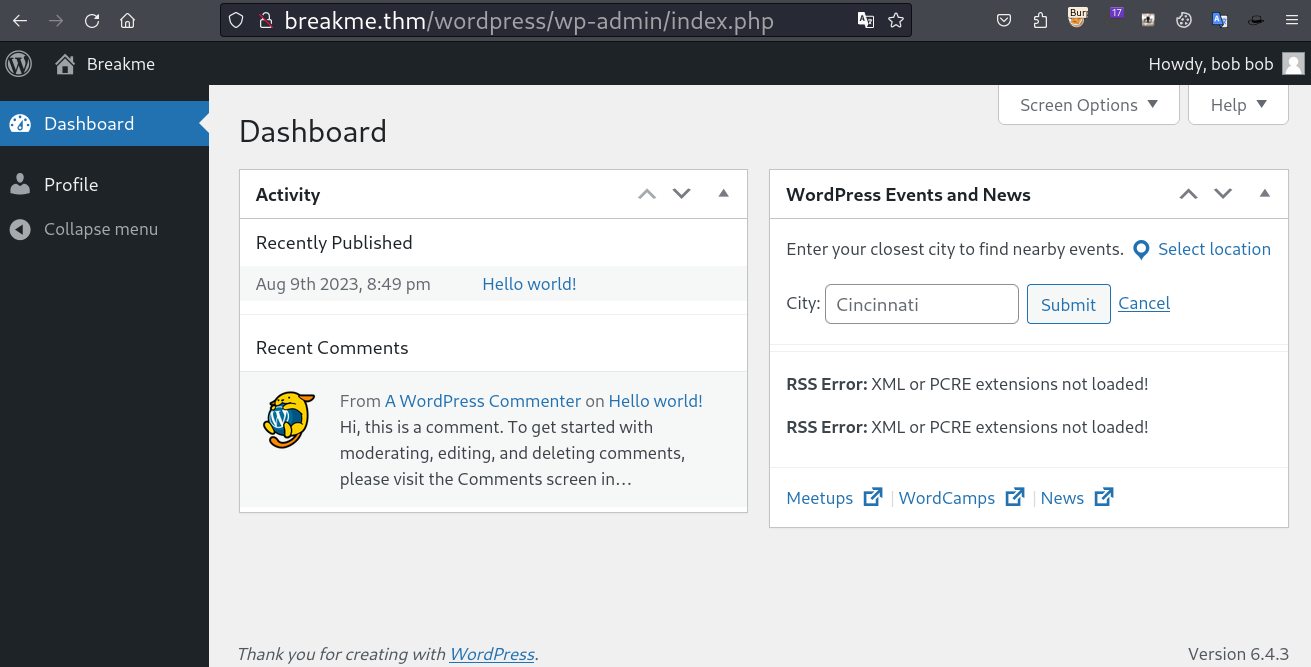 breakme.thm/wordpress/wp-admin/index.php
17
Breakme
Howdy, bob bob
Dashboard
Profile
Collapse menu
Screen Options
Help
Dashboard
Activity
Recently Published
Aug 9th 2023, 8:49 pm Hello world!
Recent Comments
From A WordPress Commenter on Hello world!
Hi, this is a comment. To get started with
moderating, editing, and deleting comments,
please visit the Comments screen in…
WordPress Events and News
Enter your closest city to find nearby events. Select location
City: Cincinnati Submit Cancel
RSS Error: XML or PCRE extensions not loaded!
RSS Error: XML or PCRE extensions not loaded!
Meetups | WordCamps | News
Thank you for creating with WordPress.
Version 6.4.3